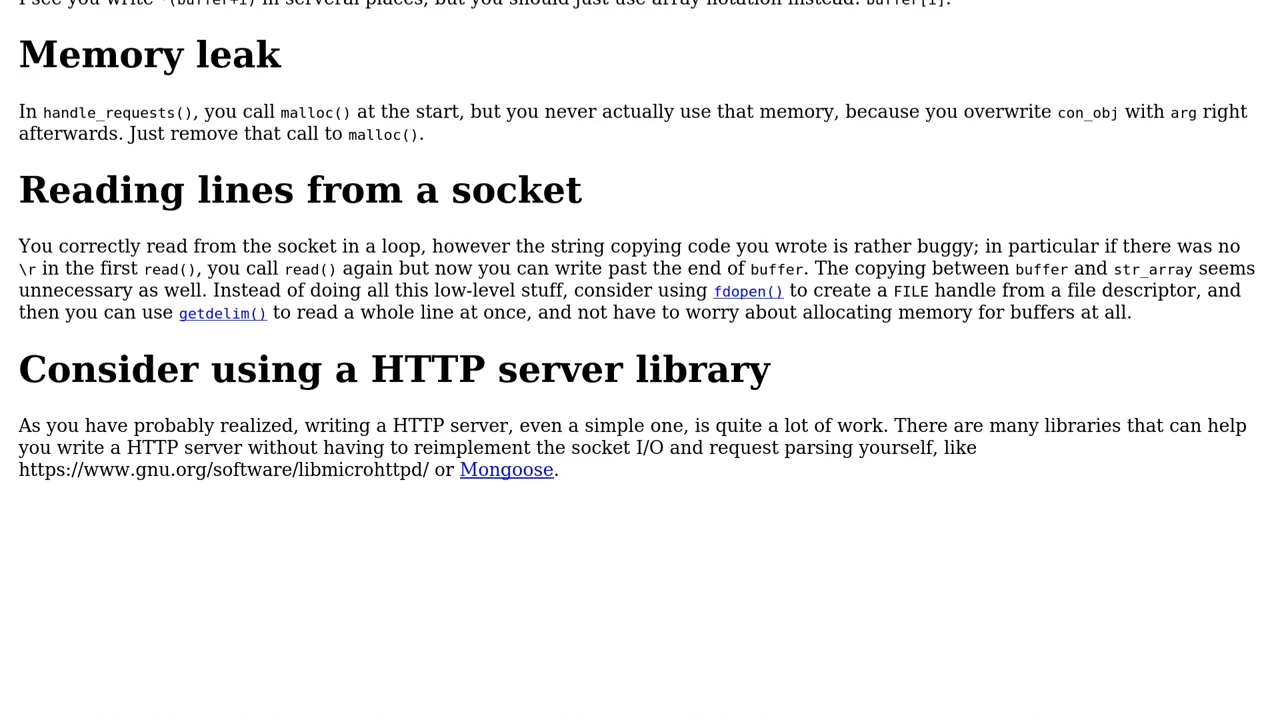 I see you write *(buffer+i) in serveral places, but you should just use array notation instead: buffer[i].
Memory leak
In handle_requests(), you call malloc() at the start, but you never actually use that memory, because you overwrite con_obj with arg right
afterwards. Just remove that call to malloc().
Reading lines from a socket
You correctly read from the socket in a loop, however the string copying code you wrote is rather buggy; in particular if there was no
\r in the first read(), you call read() again but now you can write past the end of buffer. The copying between buffer and str_array seems
unnecessary as well. Instead of doing all this low-level stuff, consider using fdopen() to create a FILE handle from a file descriptor, and
then you can use getdelim() to read a whole line at once, and not have to worry about allocating memory for buffers at all.
Consider using a HTTP server library
As you have probably realized, writing a HTTP server, even a simple one, is quite a lot of work. There are many libraries that can help
you write a HTTP server without having to reimplement the socket I/O and request parsing yourself, like
https://www.gnu.org/software/libmicrohttpd/ or Mongoose.